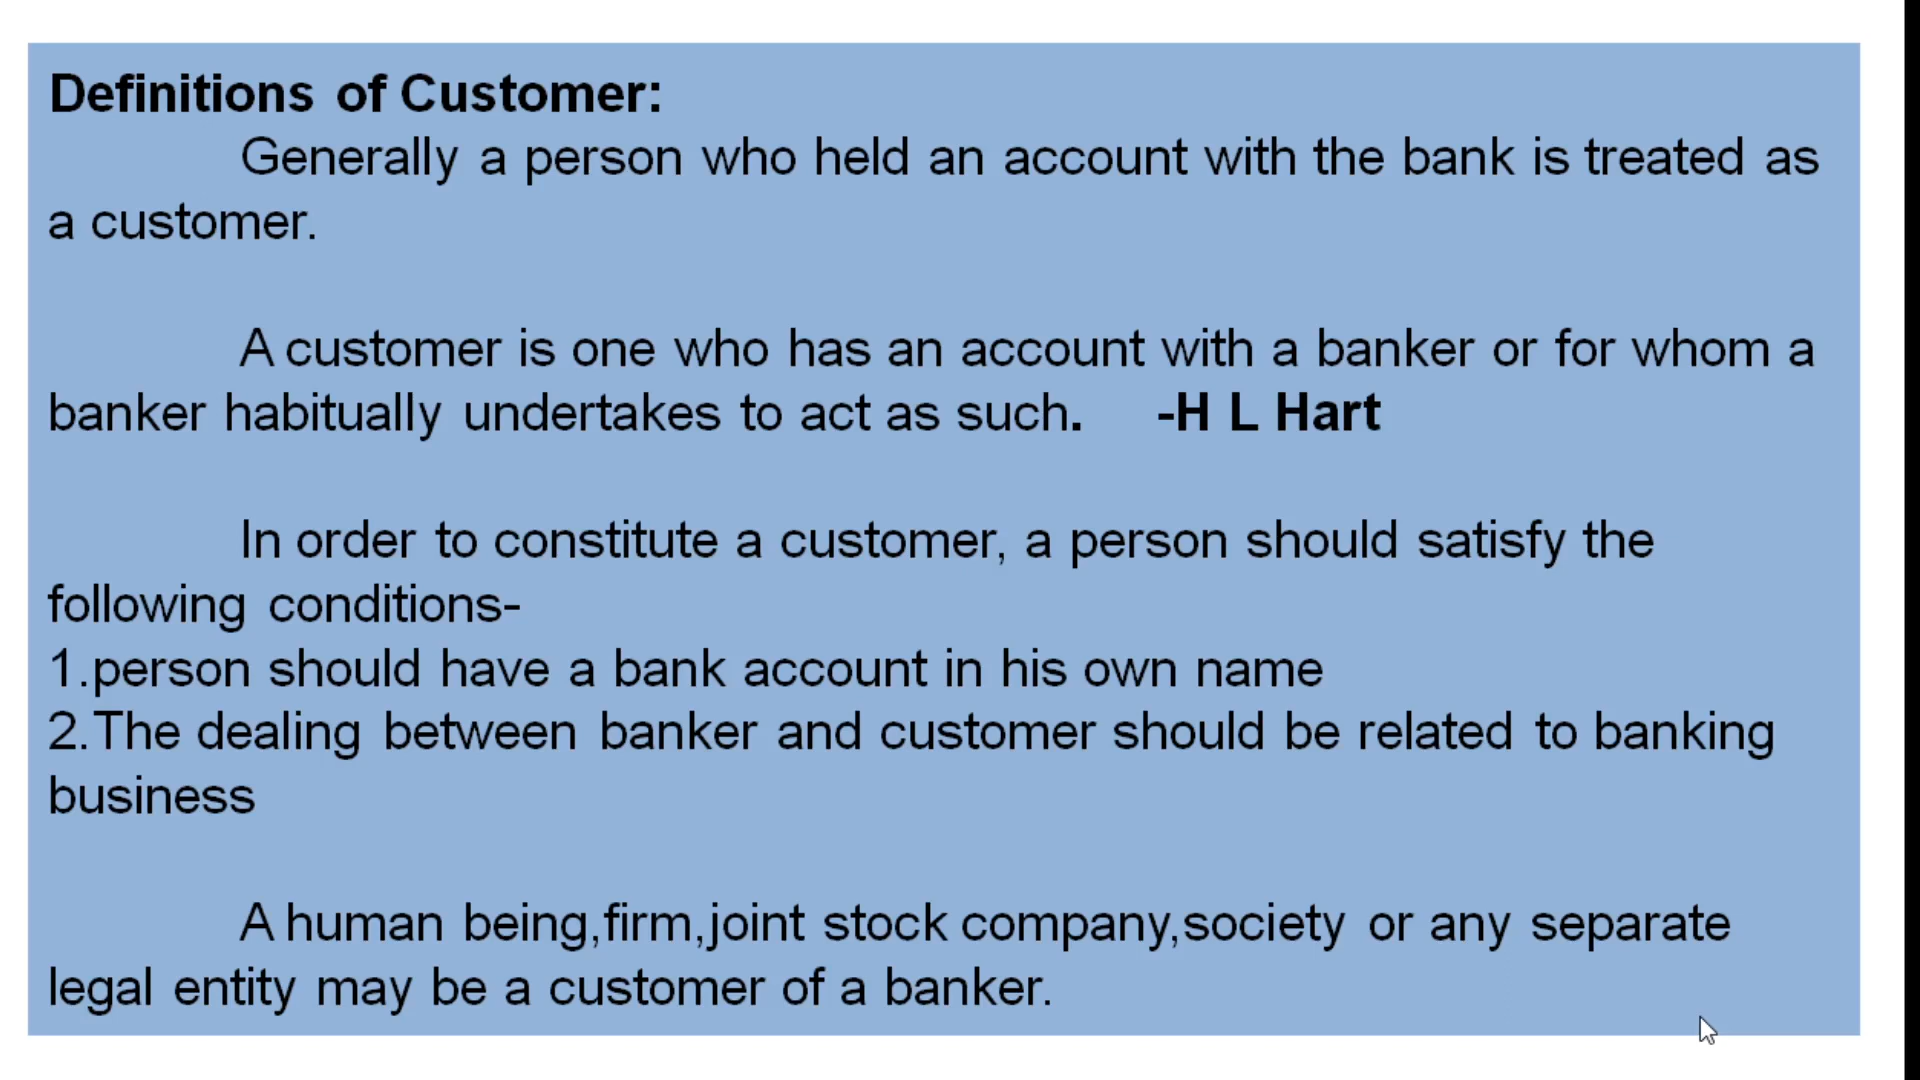 Definitions of Customer:
Generally a person who held an account with the bank is treated as
a customer.
A customer is one who has an account with a banker or for whom a
banker habitually undertakes to act as such. -H L Hart
In order to constitute a customer, a person should satisfy the
following conditions-
1.person should have a bank account in his own name
2.The dealing between banker and customer should be related to banking
business
A human being,firm,joint stock company,society or any separate
legal entity may be a customer of a banker.